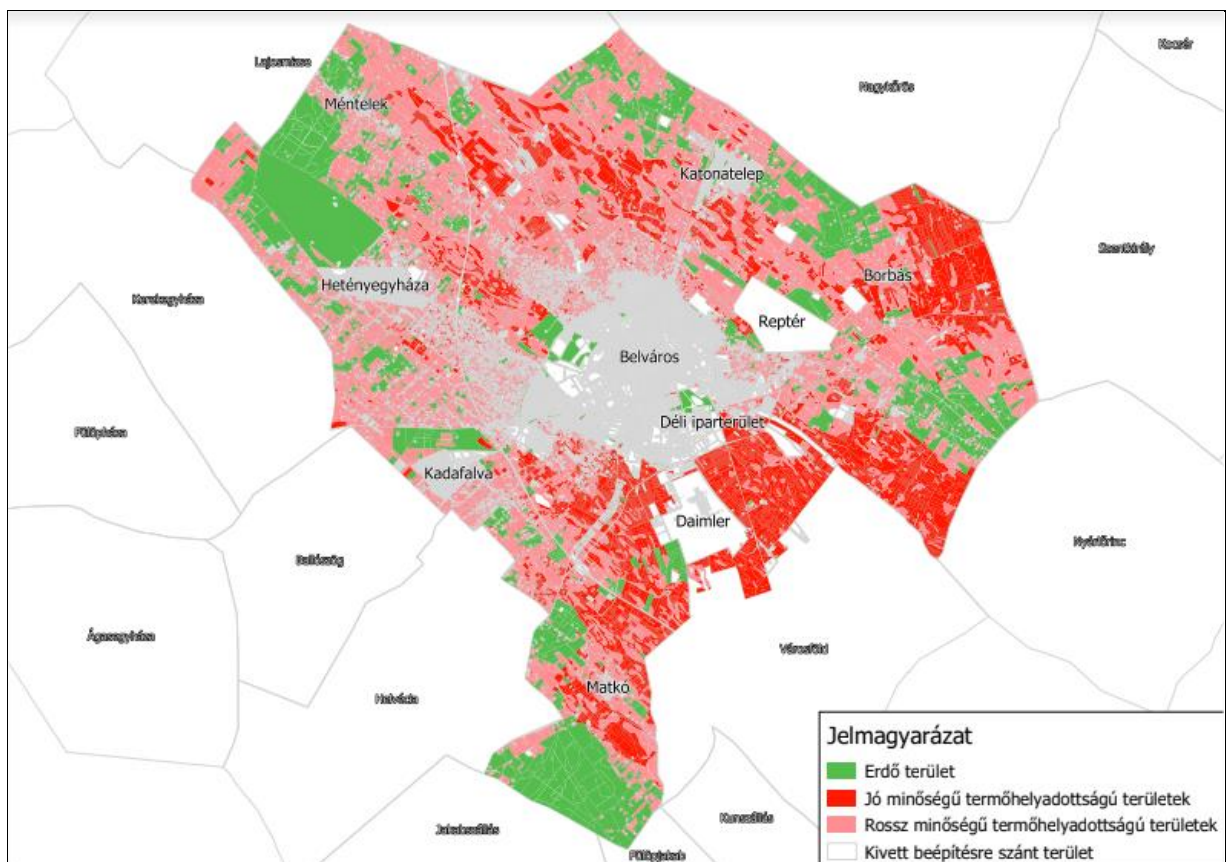 Kocsér
Lajosmizse
Nagykőrös
Méntelek
Katonatelep
Szentkirály
Borbás
Hetényegyháza
Kerekegyháza
Reptér
Belváros
Déli iparterület
Fülöpháza
Kadafalva
Daimler
Nyárlőrinc
Ballószög
Ágasegyháza
Városföld
Matkó
Helvécia
Jelmagyarázat
Erdő terület
Jó minőségű termőhelyadottságú területek
Rossz minőségű termőhelyadottságú területek
Kivett beépítésre szánt terület
Kunszállás
Jakabszállás
Fülöpjakab